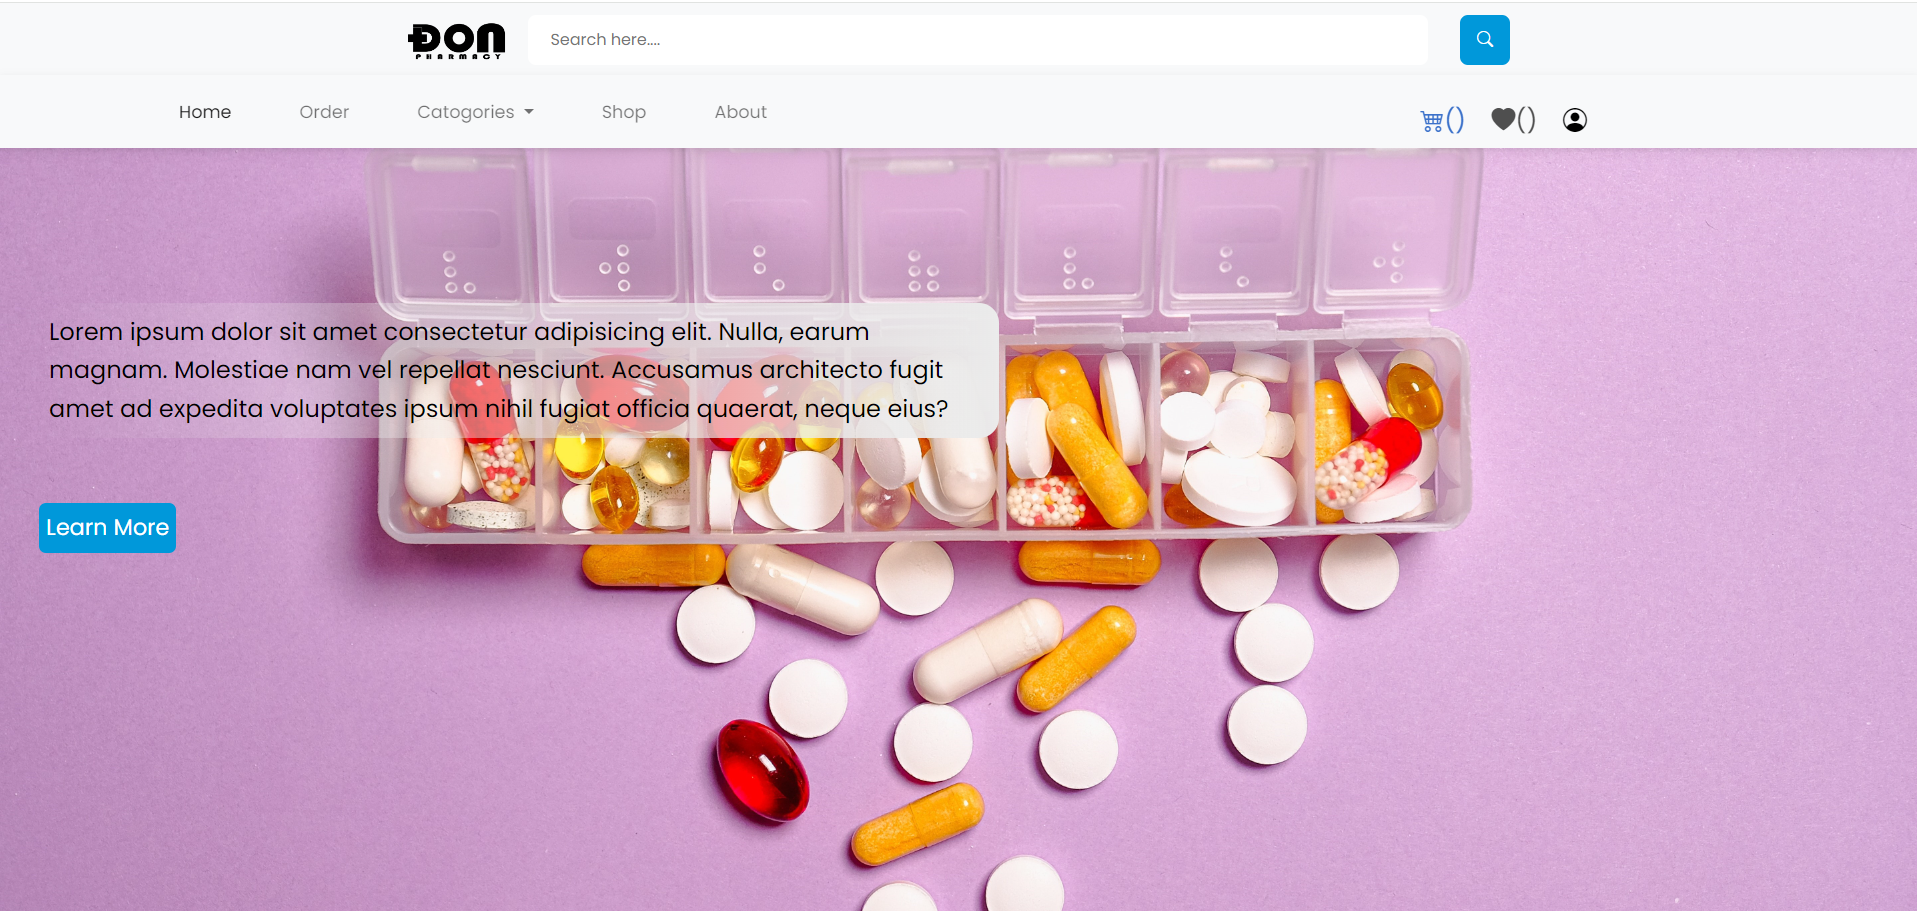 ĐON
PHARMACY
Search here....
Home Order Catogories Shop About
() ()
Lorem ipsum dolor sit amet consectetur adipisicing elit. Nulla, earum
magnam. Molestiae nam vel repellat nesciunt. Accusamus architecto fugit
amet ad expedita voluptates ipsum nihil fugiat officia quaerat, neque eius?
Learn More